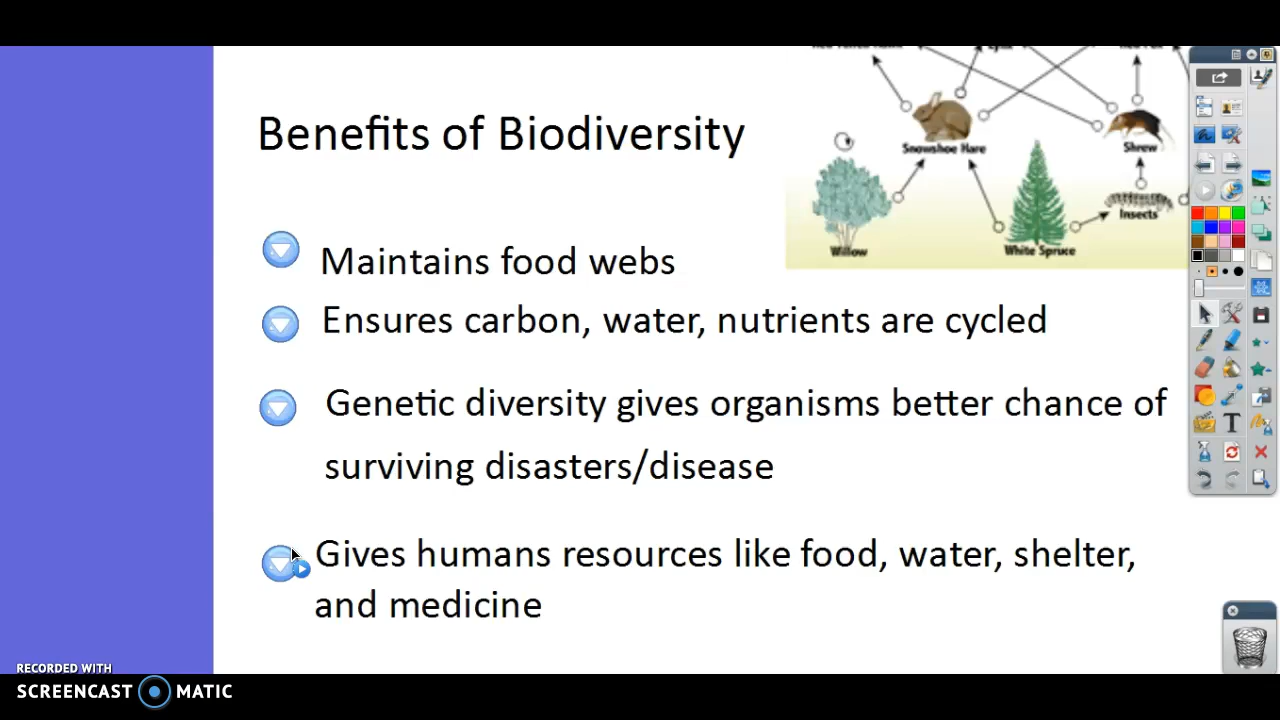 Benefits of Biodiversity
Snowshoe Hare
Shrew
Insects
Willow
White Spruce
Maintains food webs
Ensures carbon, water, nutrients are cycled
Genetic diversity gives organisms better chance of
surviving disasters/disease
Gives humans resources like food, water, shelter,
and medicine
RECORDED WITH
SCREENCAST MATIC